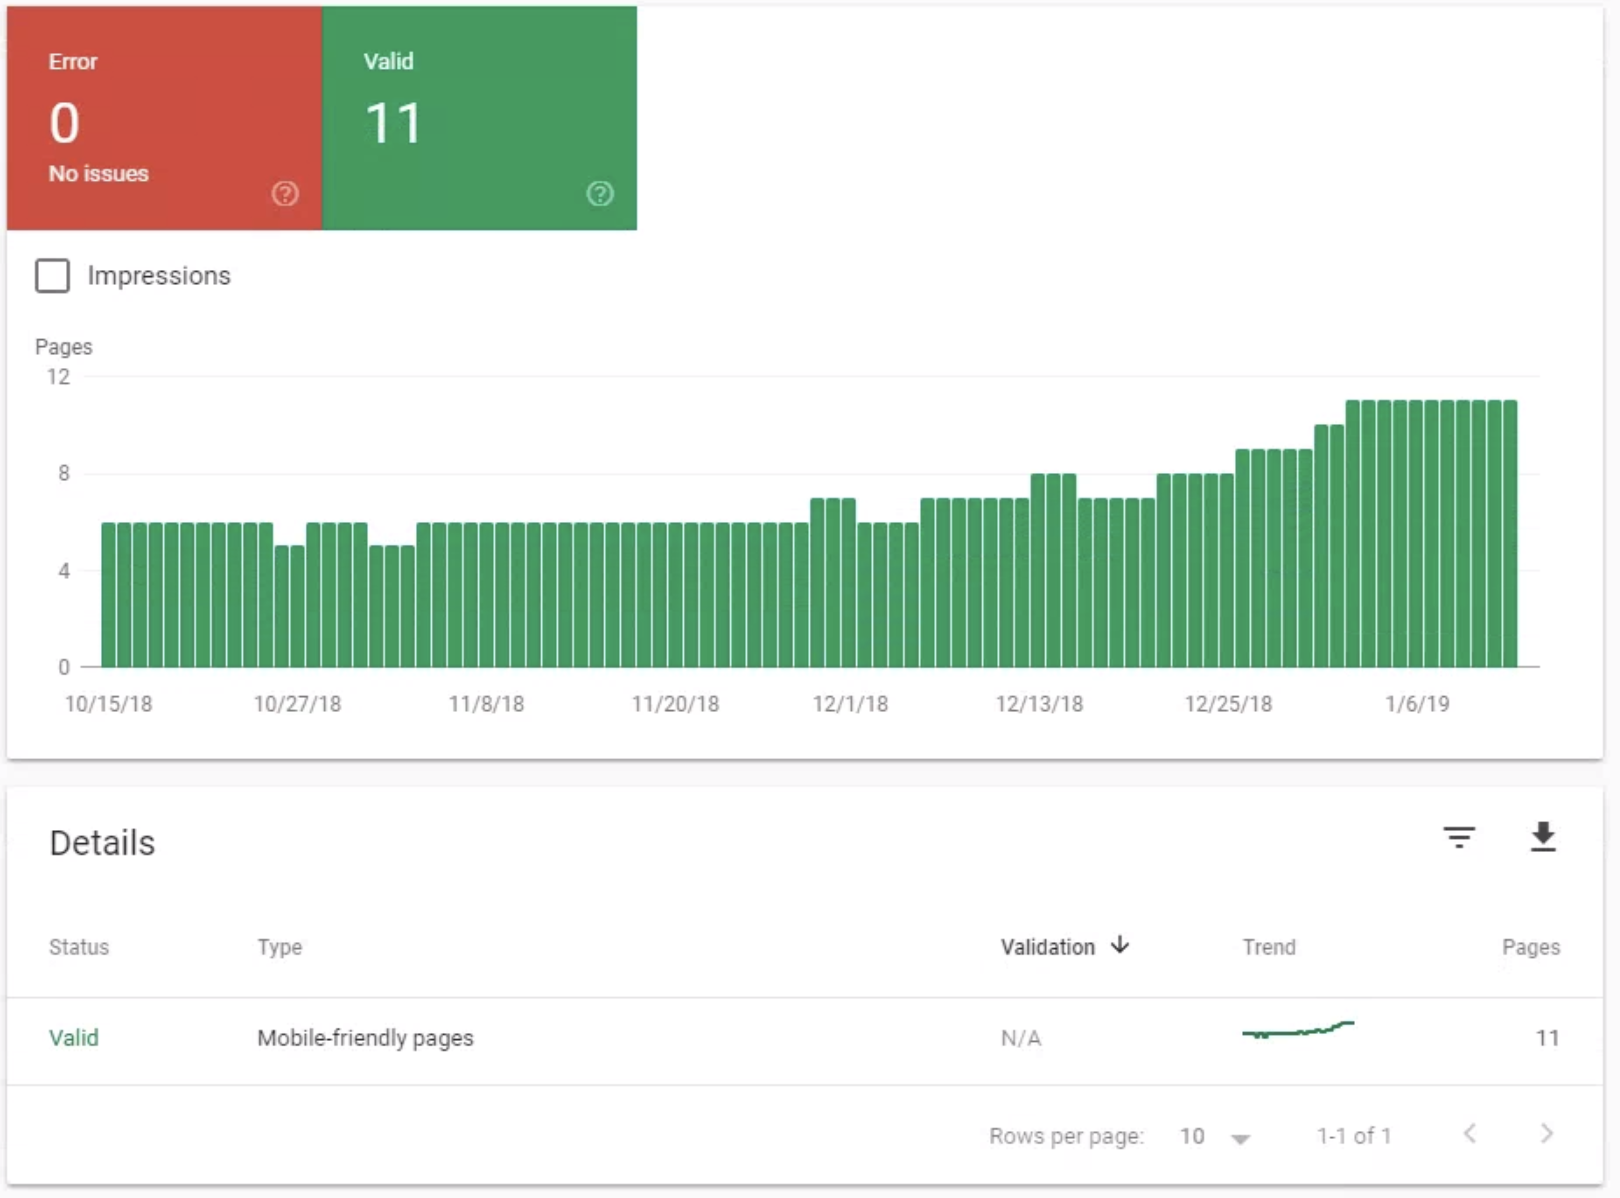 Error
0
No issues
Valid
11
Impressions
Pages
12
8
4
0
10/15/18 10/27/18 11/8/18 11/20/18 12/1/18 12/13/18 12/25/18 1/6/19
Details
Status Type Validation Trend Pages
Valid Mobile-friendly pages N/A 11
Rows per page: 10 1-1 of 1